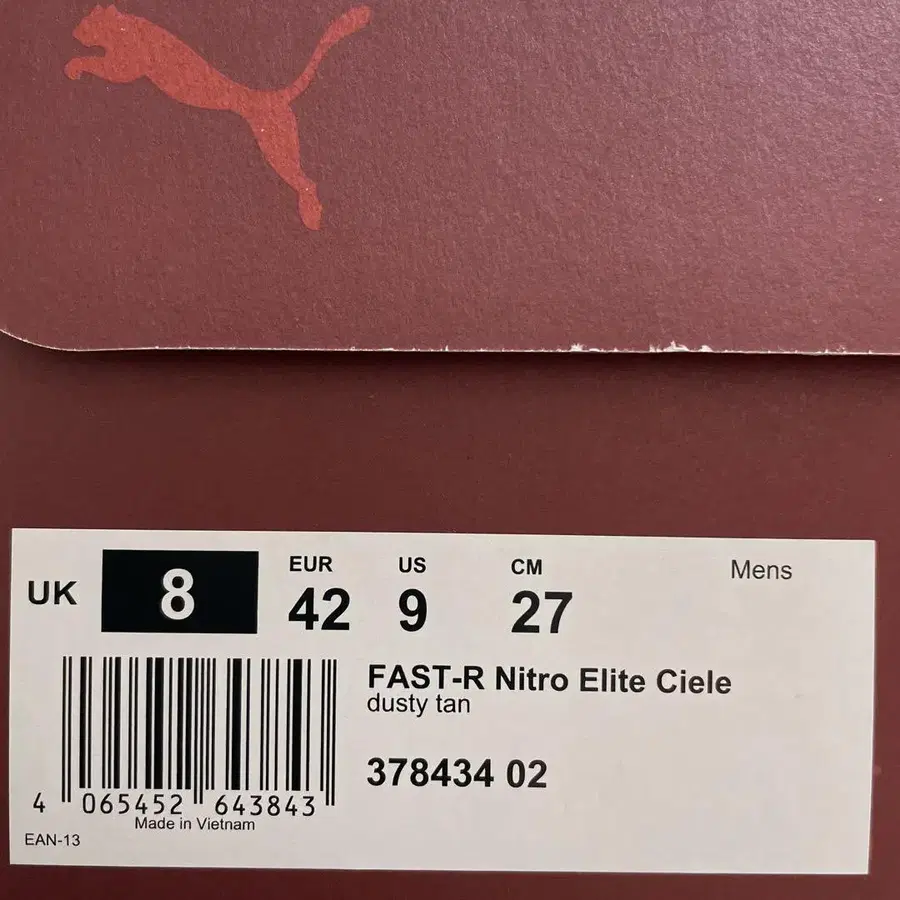 UK 8
EUR 42
US 9
CM 27
Mens
FAST-R Nitro Elite Ciele
dusty tan
378434 02
4 065452 643843
Made in Vietnam
EAN-13